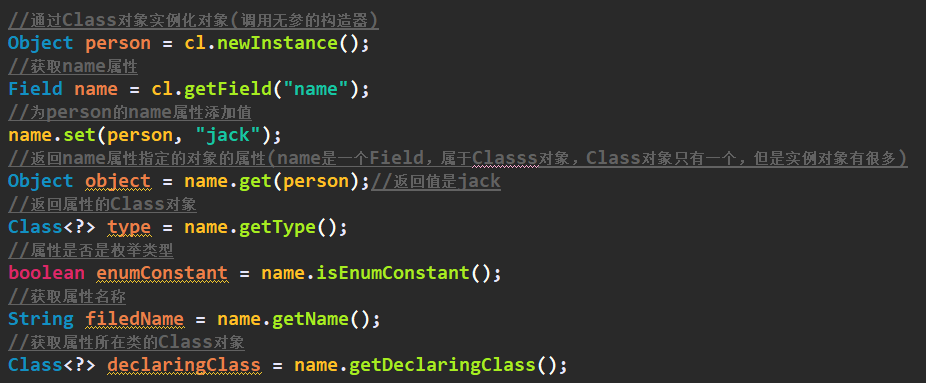 //通过Class对象实例化对象(调用无参的构造器)
Object person = cl.newInstance();
//获取name属性
Field name = cl.getField("name");
//为person的name属性添加值
name.set(person, "jack");
//返回name属性指定的对象的属性(name是一个Field，属于Classs对象，Class对象只有一个，但是实例对象有很多)
Object object = name.get(person);//返回值是jack
//返回属性的Class对象
Class<?> type = name.getType();
//属性是否是枚举类型
boolean enumConstant = name.isEnumConstant();
//获取属性名称
String filedName = name.getName();
//获取属性所在类的Class对象
Class<?> declaringClass = name.getDeclaringClass();